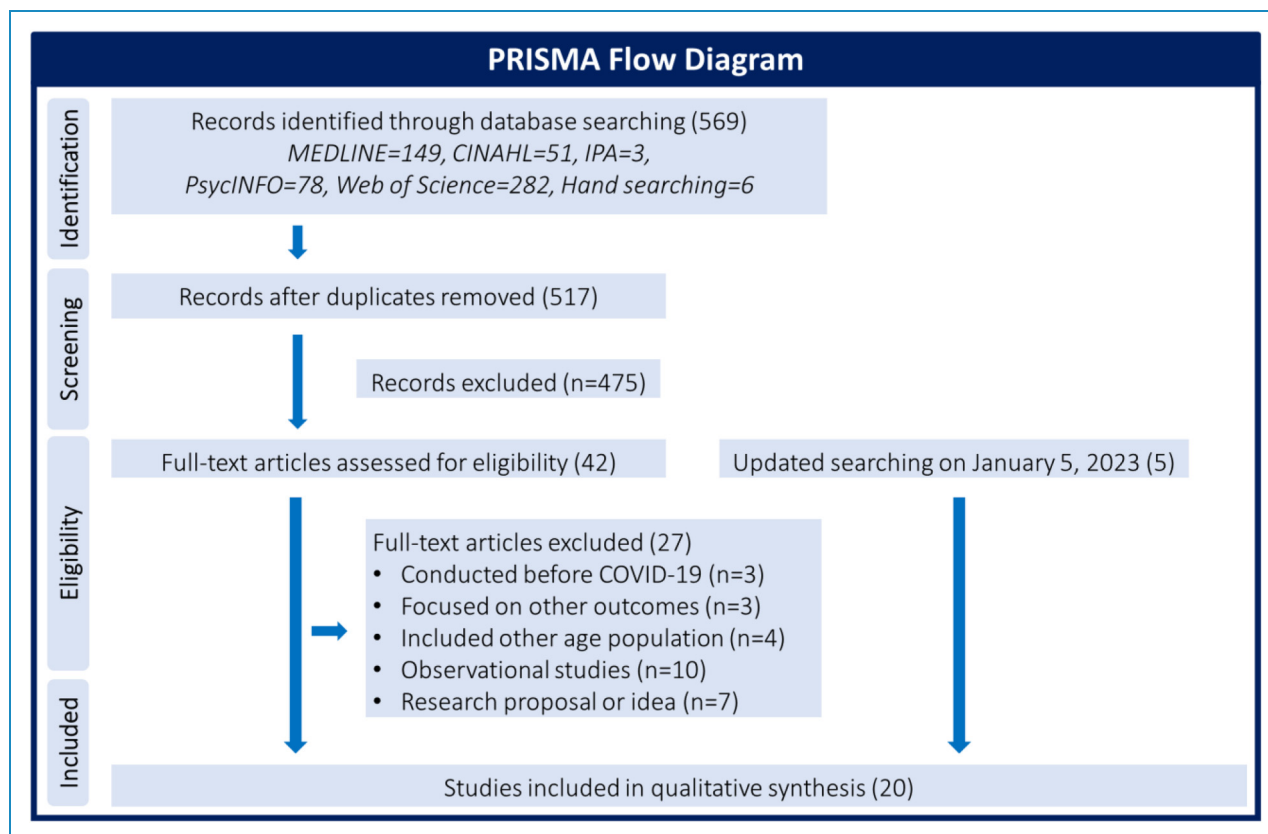 PRISMA Flow Diagram
Identification
Records identified through database searching (569)
MEDLINE=149, CINAHL=51, IPA=3,
PsycINFO=78, Web of Science=282, Hand searching=6
Screening
Records after duplicates removed (517)
Records excluded (n=475)
Eligibility
Full-text articles assessed for eligibility (42)
Updated searching on January 5, 2023 (5)
Full-text articles excluded (27)
• Conducted before COVID-19 (n=3)
• Focused on other outcomes (n=3)
• Included other age population (n=4)
• Observational studies (n=10)
• Research proposal or idea (n=7)
Included
Studies included in qualitative synthesis (20)